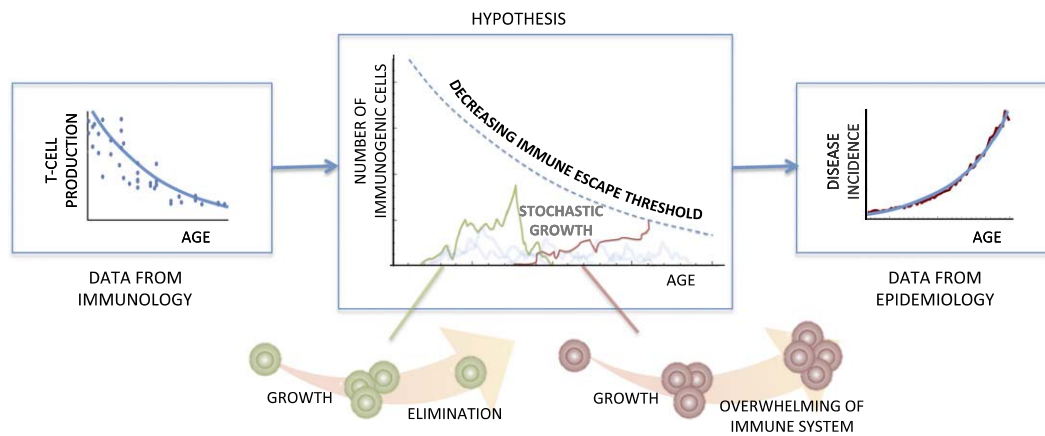 HYPOTHESIS
T-CELL
PRODUCTION
AGE
DATA FROM
IMMUNOLOGY
NUMBER OF
IMMUNOGENIC CELLS
DECREASING IMMUNE ESCAPE THRESHOLD
STOCHASTIC
GROWTH
AGE
DISEASE
INCIDENCE
AGE
DATA FROM
EPIDEMIOLOGY
GROWTH
ELIMINATION
GROWTH
OVERWHELMING OF
IMMUNE SYSTEM